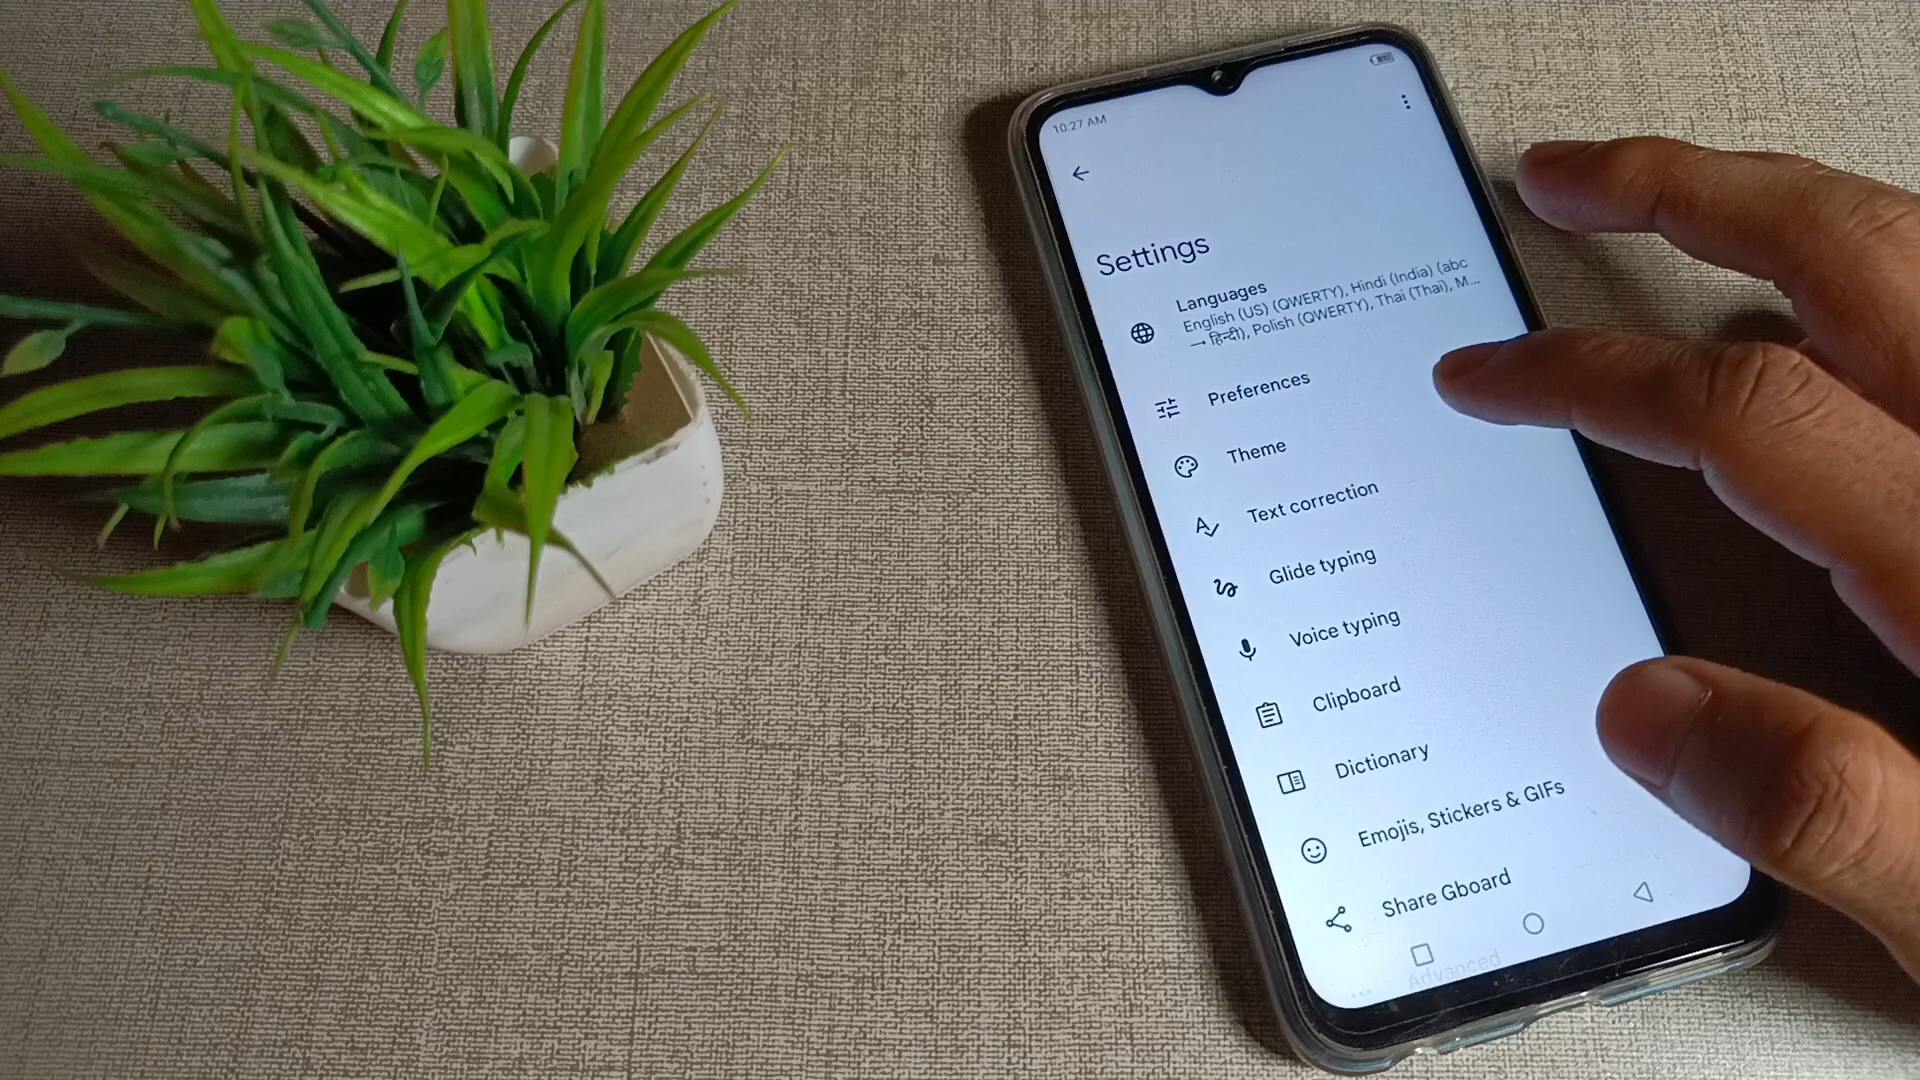 10:27 AM
Settings
Languages
English (US) (QWERTY), Hindi (India) (abc
→ हिन्दी), Polish (QWERTY), Thai (Thai), M...
Preferences
Theme
Text correction
Glide typing
Voice typing
Clipboard
Dictionary
Emojis, Stickers & GIFs
Share Gboard
Advanced